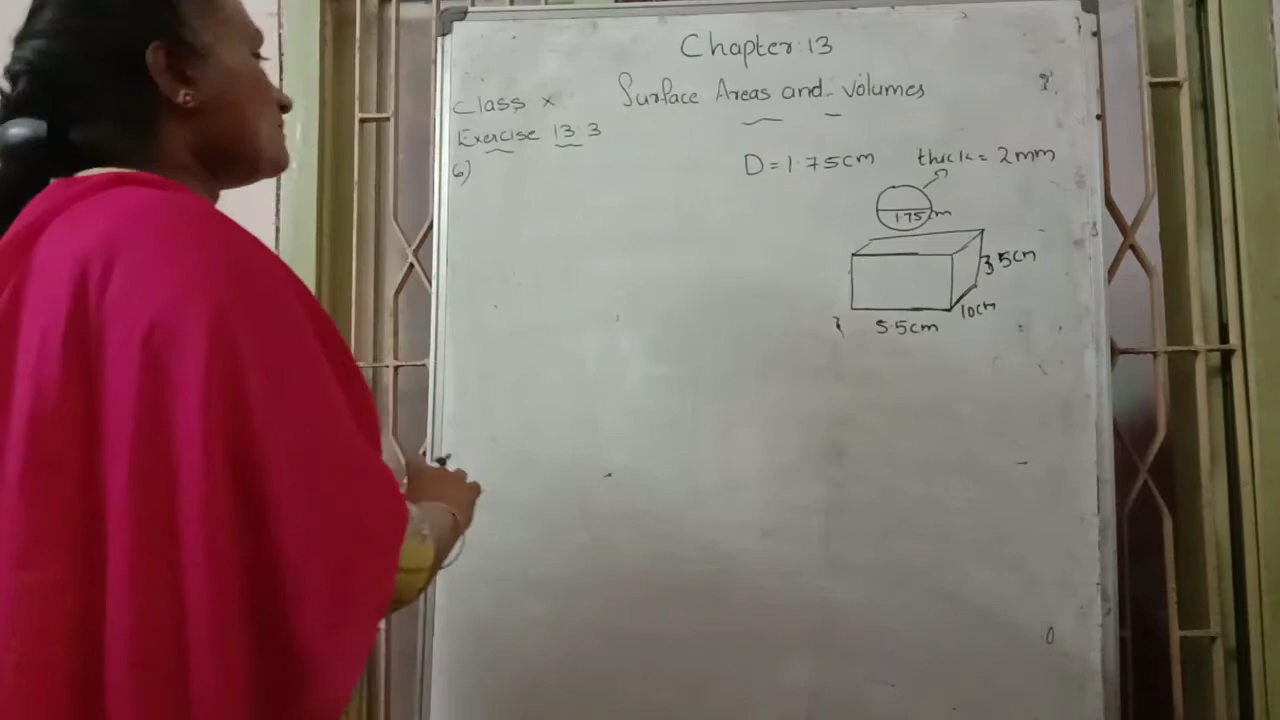 Chapter 13
Surface Areas and volumes
Class x
Exercise 13.3
6)
D = 1.75cm thick = 2mm
1.75cm
3.5cm
10cm
5.5cm